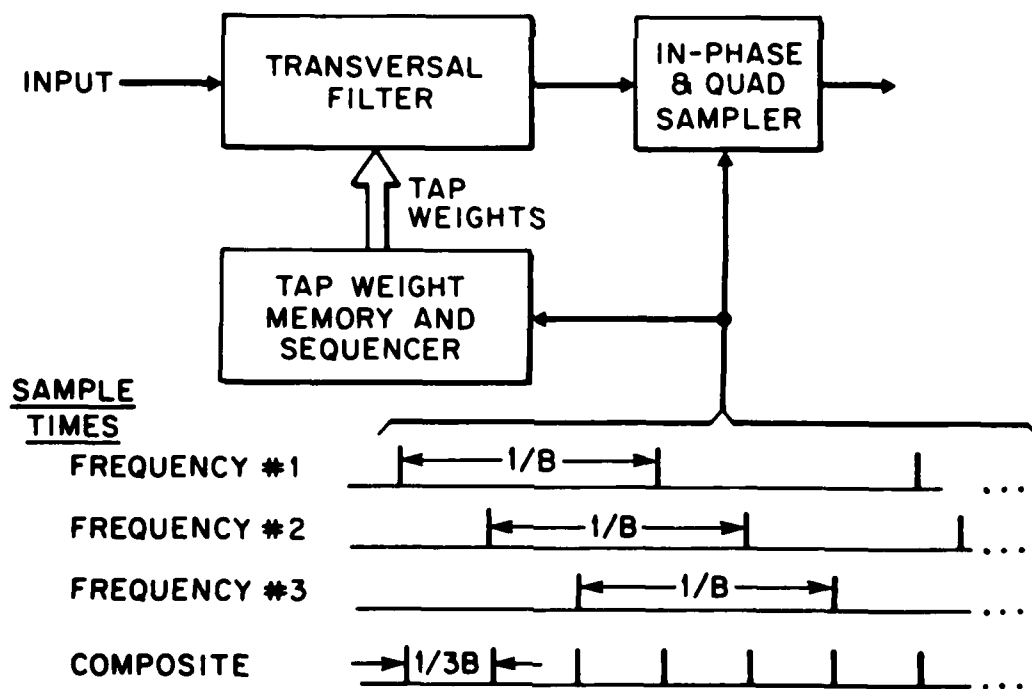 INPUT
TRANSVERSAL
FILTER
IN-PHASE
& QUAD
SAMPLER
TAP
WEIGHTS
TAP WEIGHT
MEMORY AND
SEQUENCER
SAMPLE
TIMES
FREQUENCY #1
1/B
...
FREQUENCY #2
1/B
...
FREQUENCY #3
1/B
...
COMPOSITE
1/3B
...